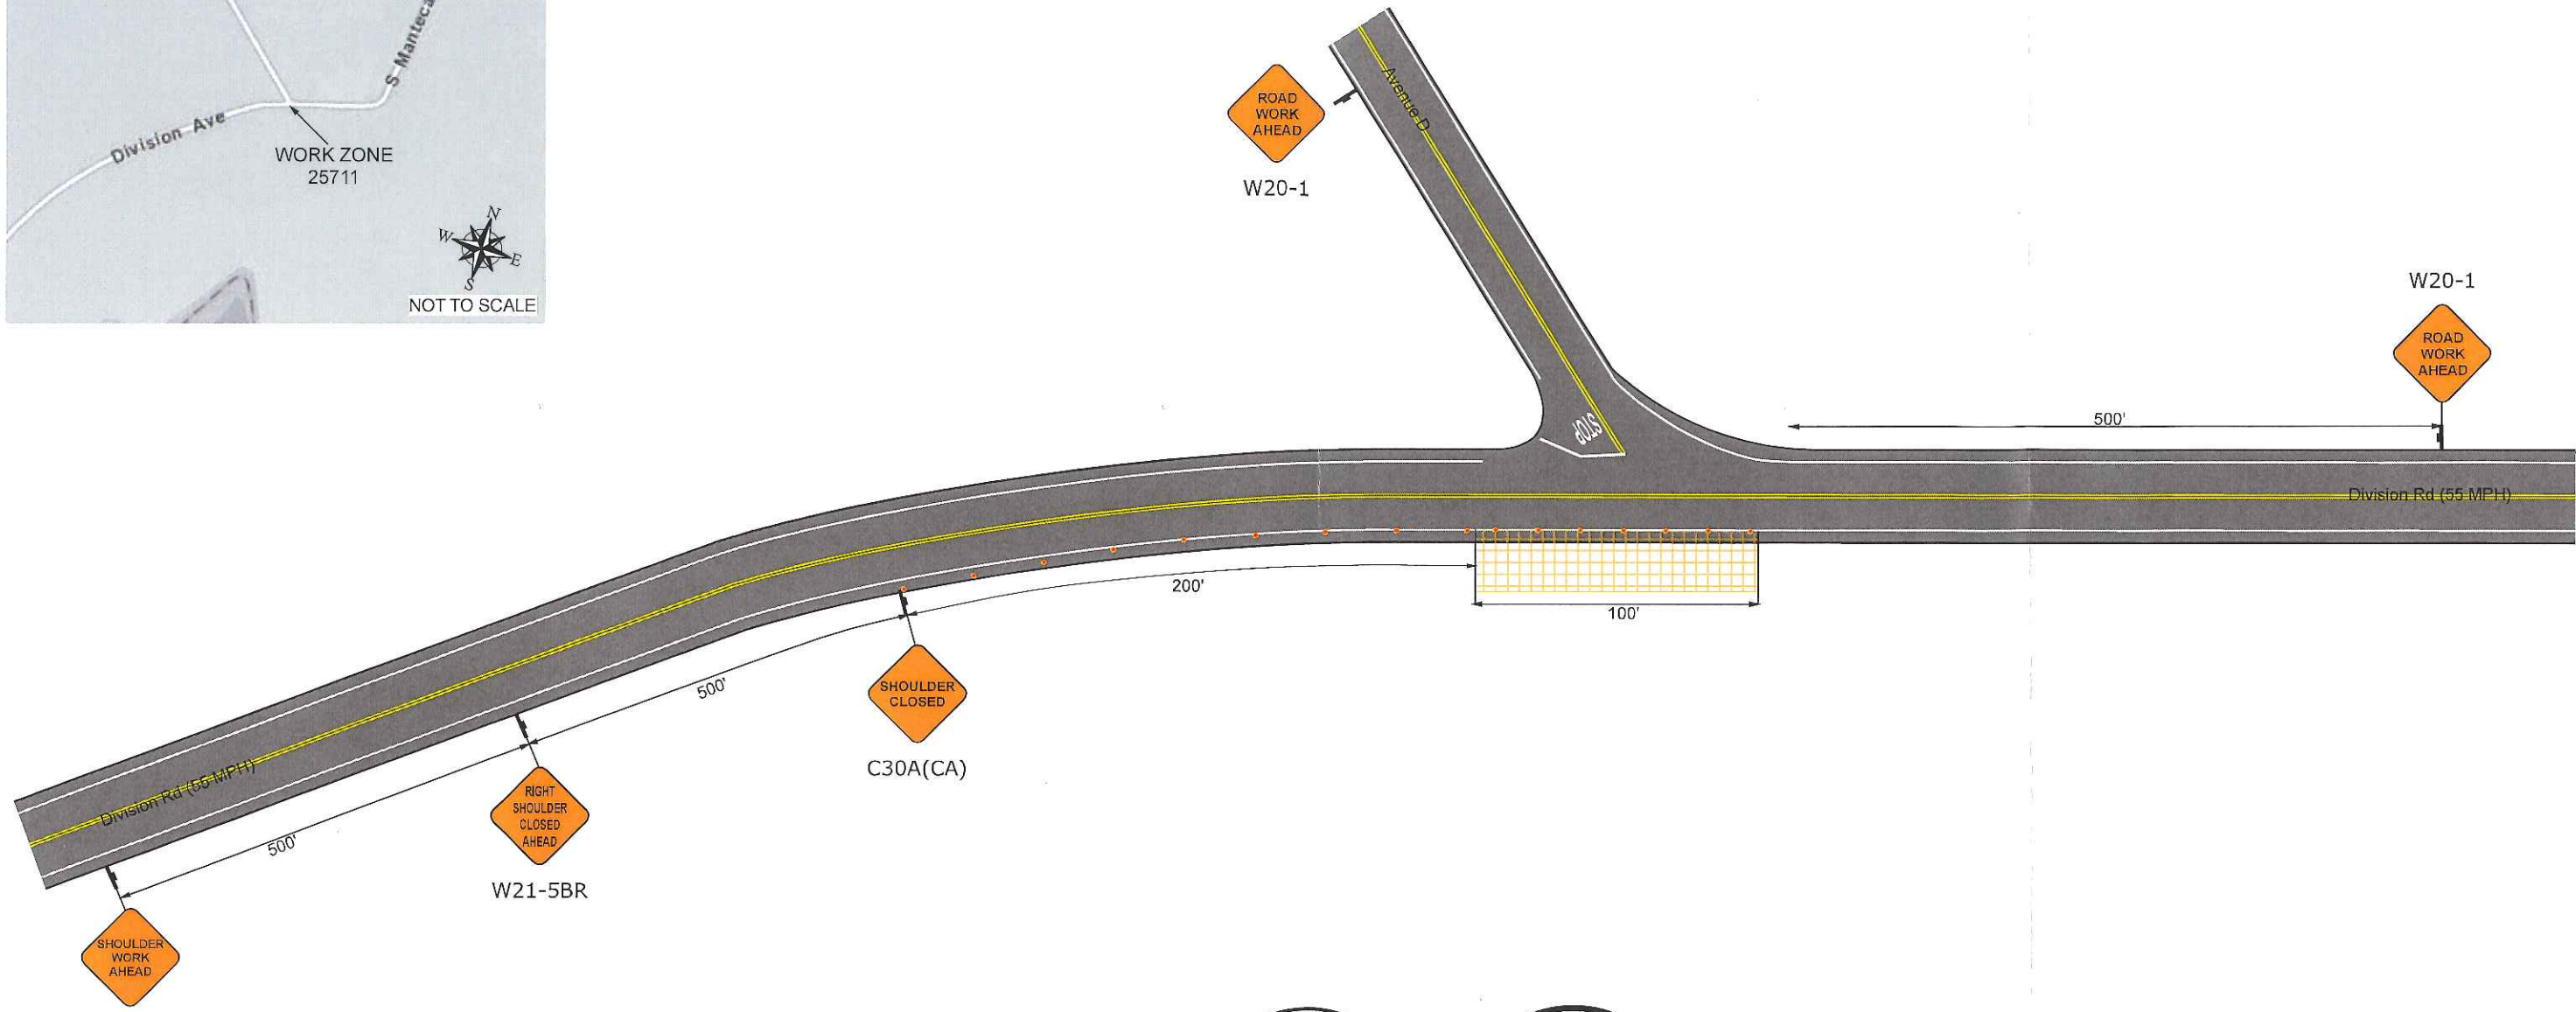 S Manteca
Division Ave
WORK ZONE
25711
N
W
E
S
NOT TO SCALE
ROAD
WORK
AHEAD
W20-1
Avenue D
STOP
W20-1
ROAD
WORK
AHEAD
500'
Division Rd (55 MPH)
200'
100'
SHOULDER
CLOSED
C30A(CA)
500'
RIGHT
SHOULDER
CLOSED
AHEAD
W21-5BR
Division Rd (55 MPH)
500'
SHOULDER
WORK
AHEAD